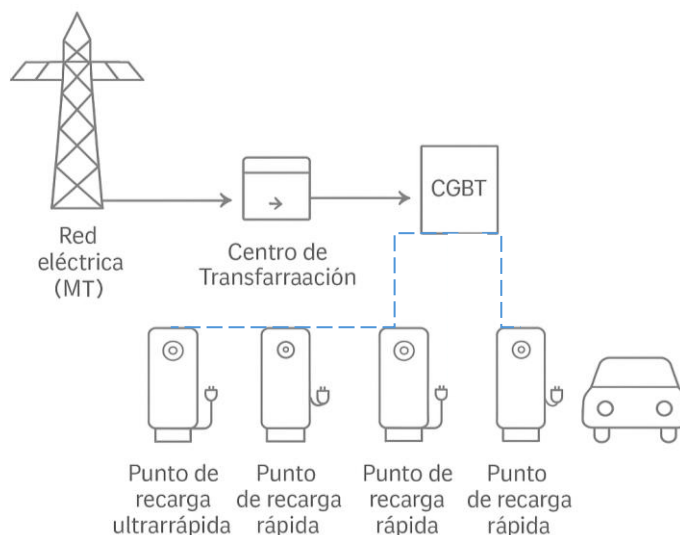 CGBT
Red
eléctrica
(MT)
Centro de
Transfarraación
Punto de
recarga
ultrarrápida
Punto
de recarga
rápida
Punto de
recarga
rápida
Punto
de recarga
rápida